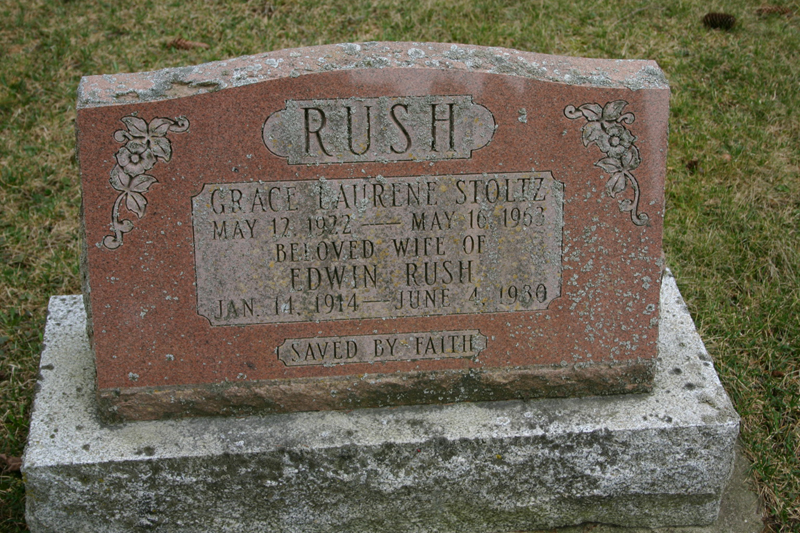 RUSH
GRACE LAURENE STOLTZ
MAY 12, 1922 — MAY 16, 1963
BELOVED WIFE OF
EDWIN RUSH
JAN. 14, 1914 — JUNE 4, 1980
SAVED BY FAITH